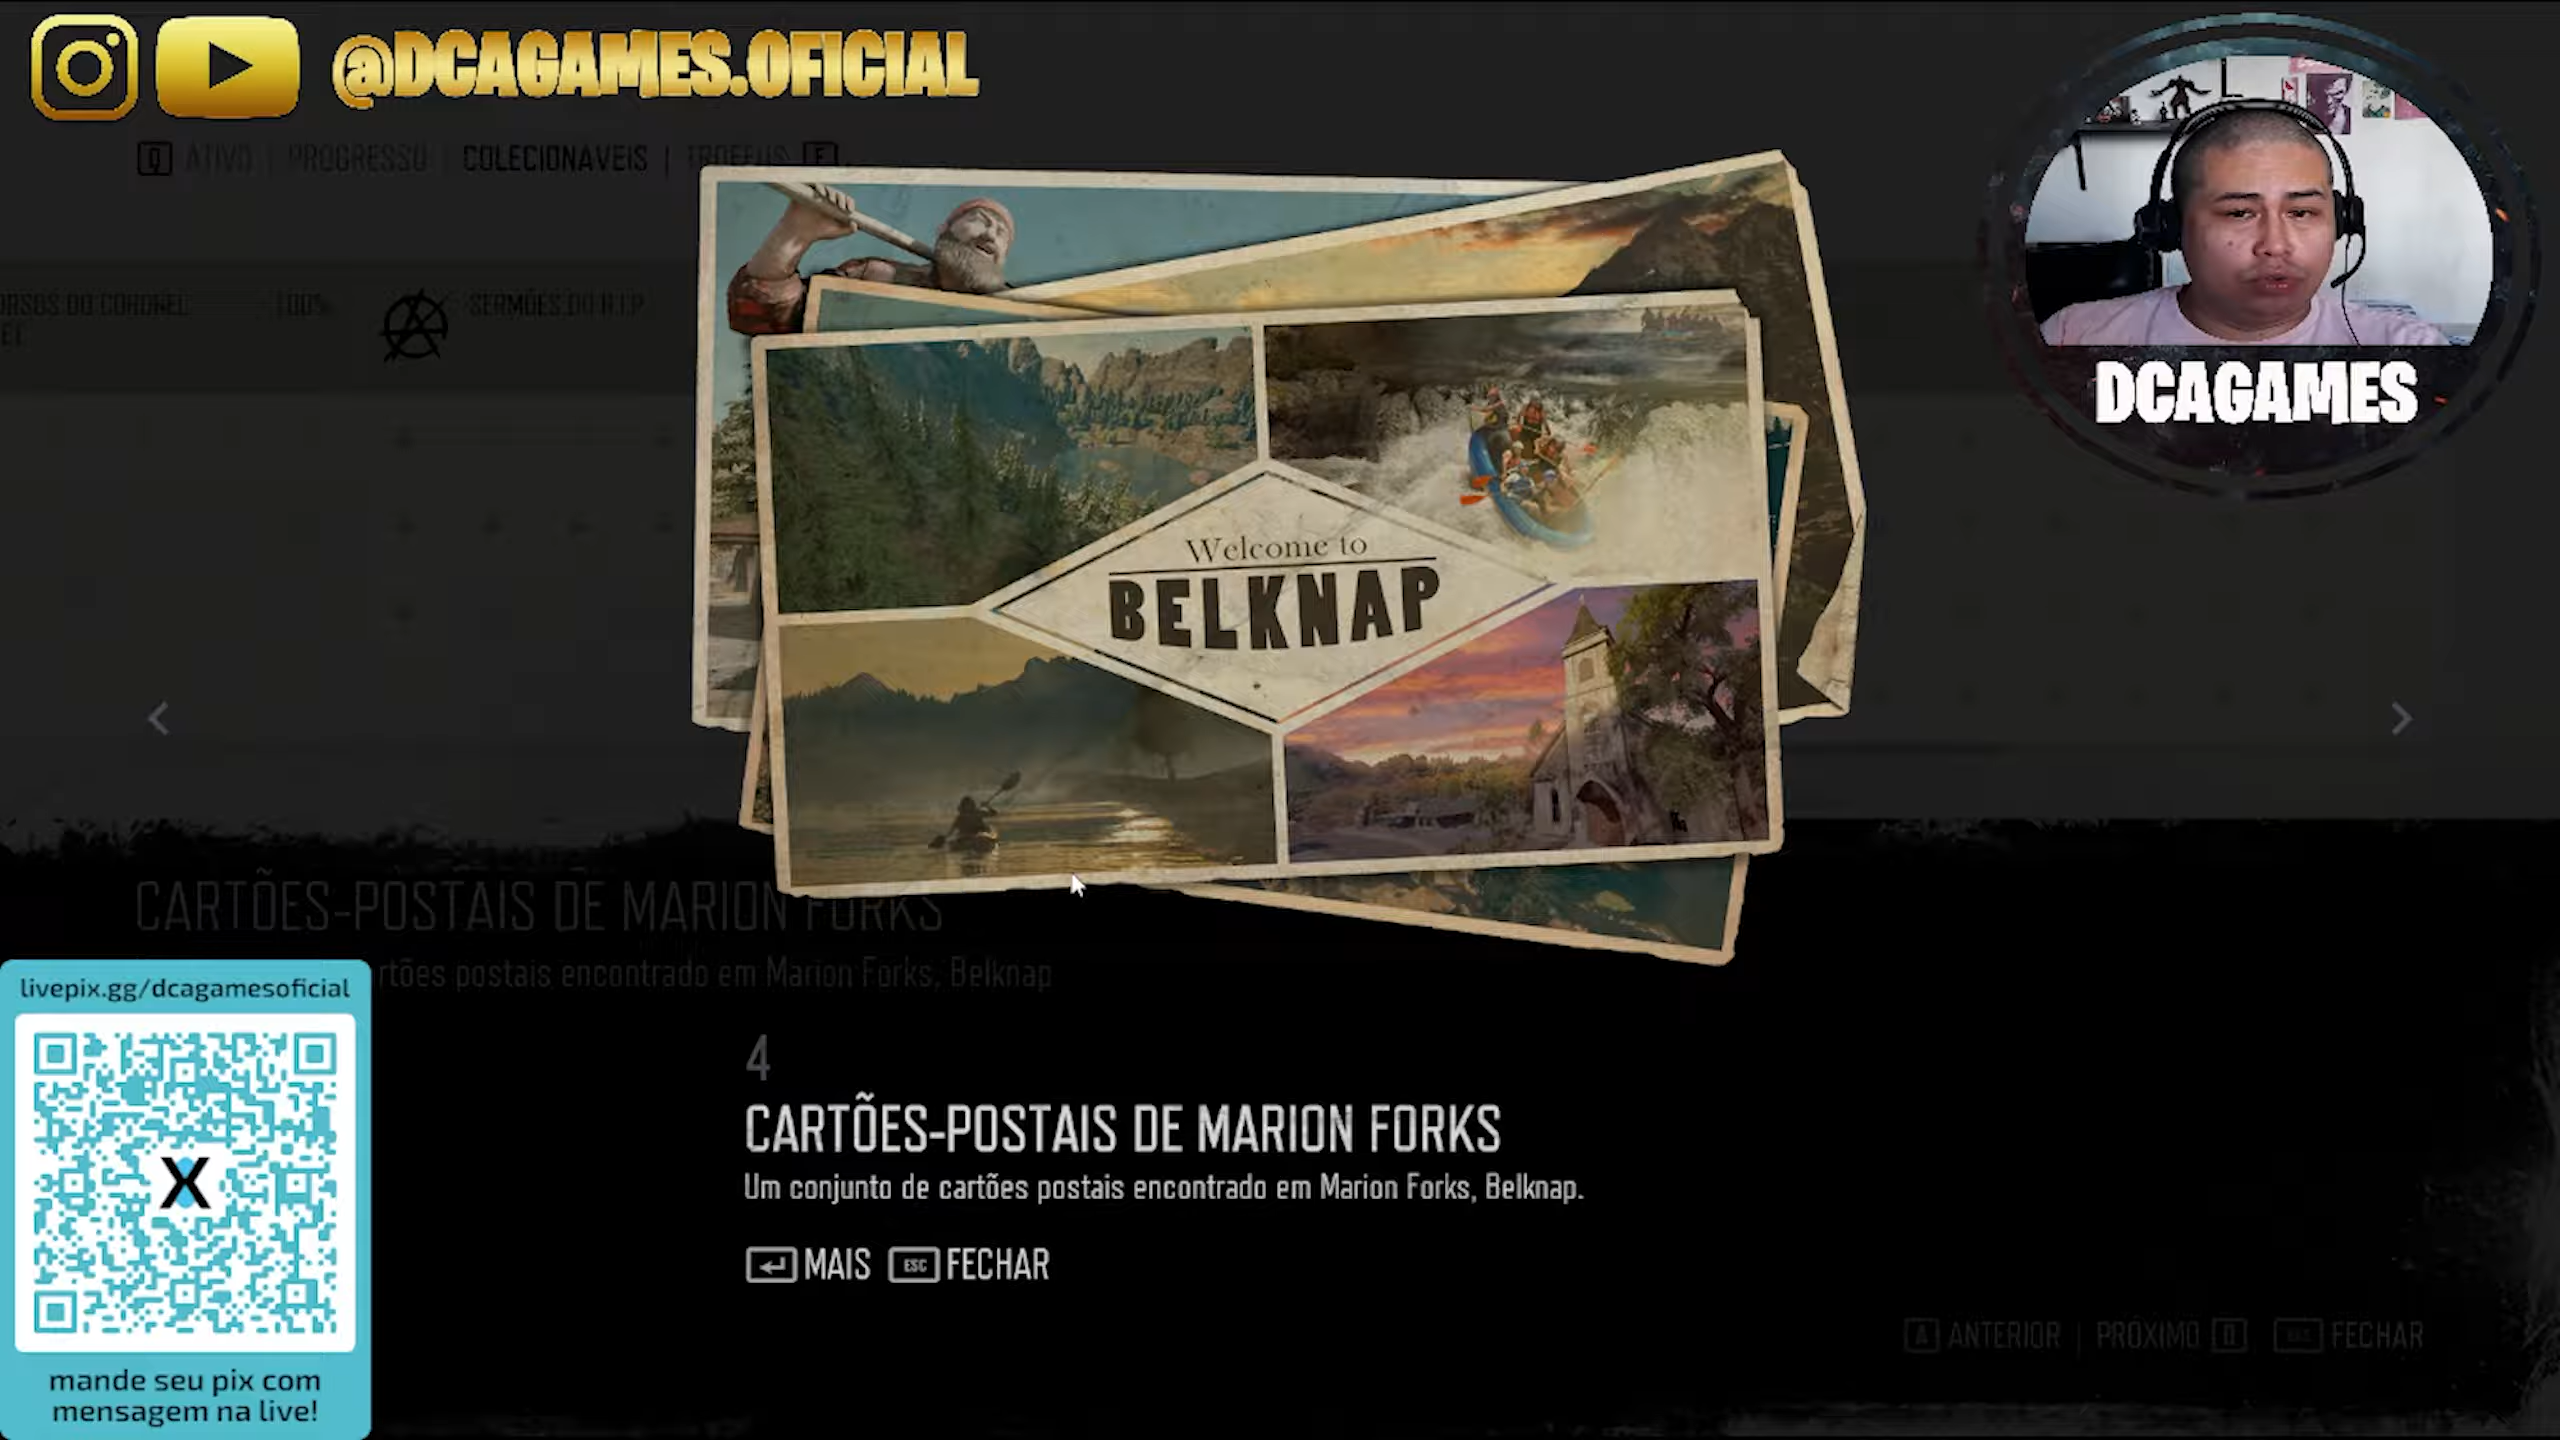 @DCAGAMES.OFICIAL
Q ATIVO | PROGRESSO | COLECIONÁVEIS | TROFÉUS E
DCAGAMES
100%
SERMÕES DO R.I.P.
Welcome to
BELKNAP
CARTÕES-POSTAIS DE MARION FORKS
rtões postais encontrado em Marion Forks, Belknap
livepix.gg/dcagamesoficial
X
mande seu pix com
mensagem na live!
4
CARTÕES-POSTAIS DE MARION FORKS
Um conjunto de cartões postais encontrado em Marion Forks, Belknap.
MAIS ESC FECHAR
A ANTERIOR | PRÓXIMO D FECHAR